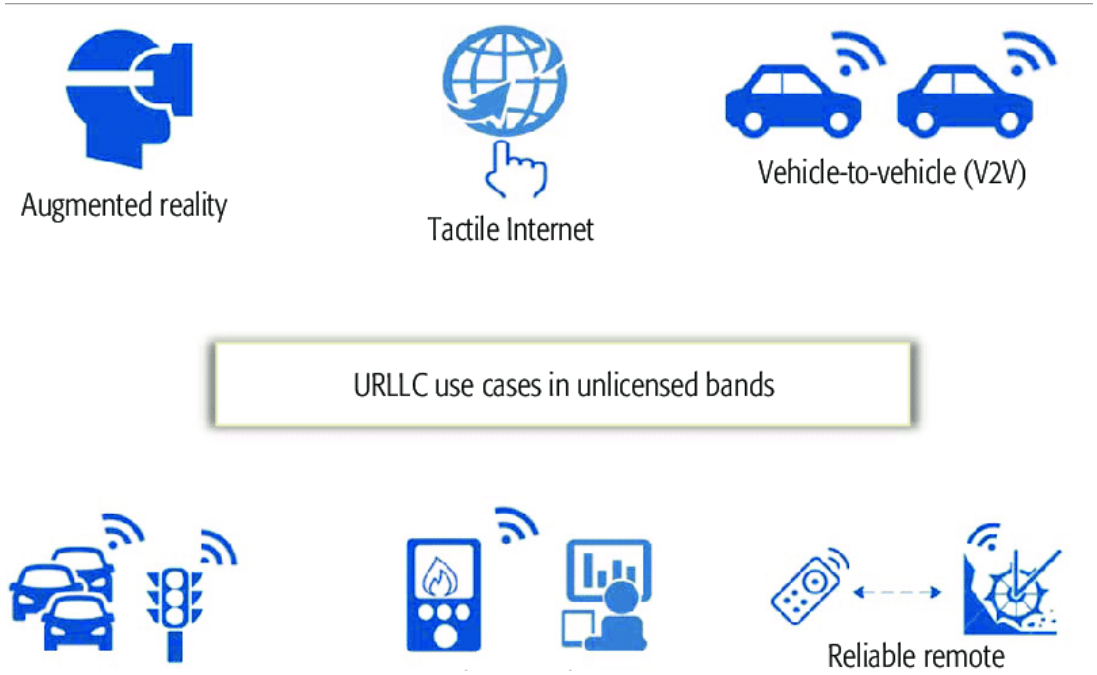 Augmented reality
Tactile Internet
Vehicle-to-vehicle (V2V)
URLLC use cases in unlicensed bands
Reliable remote